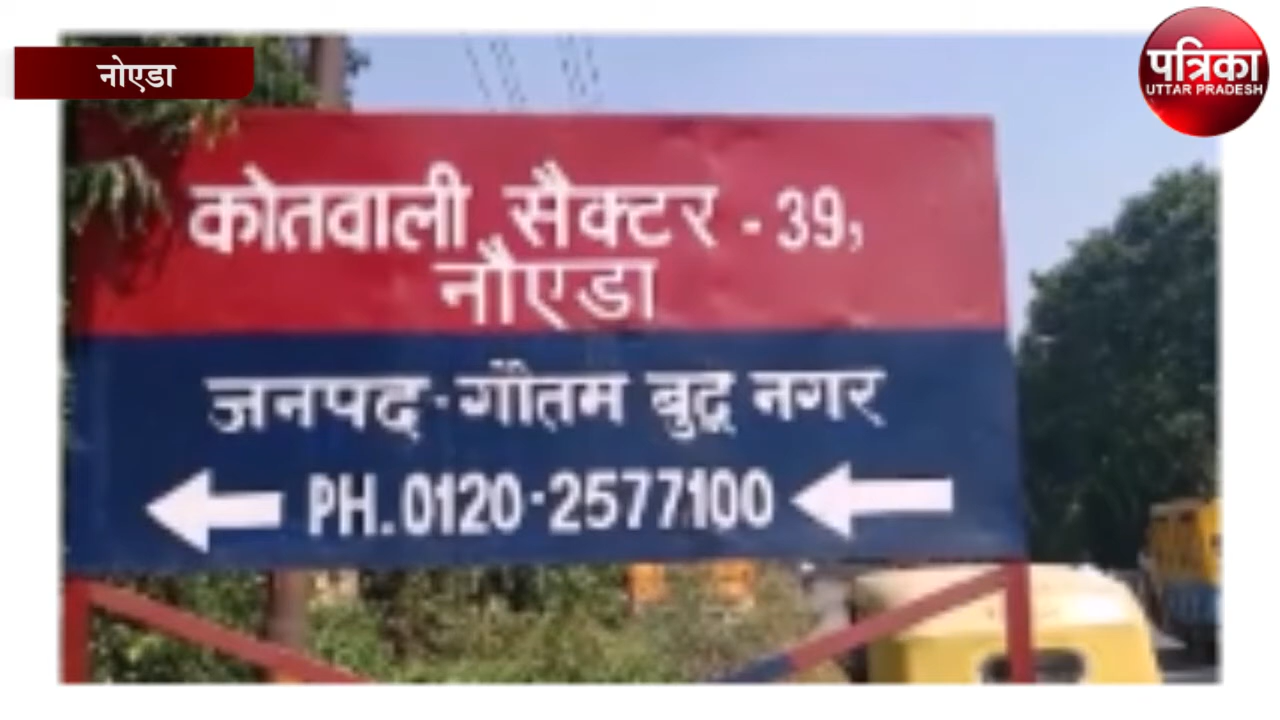 नोएडा
पत्रिका
UTTAR PRADESH
कोतवाली सैक्टर - 39,
नौएडा
जनपद-गौतम बुद्ध नगर
PH.0120-2577100